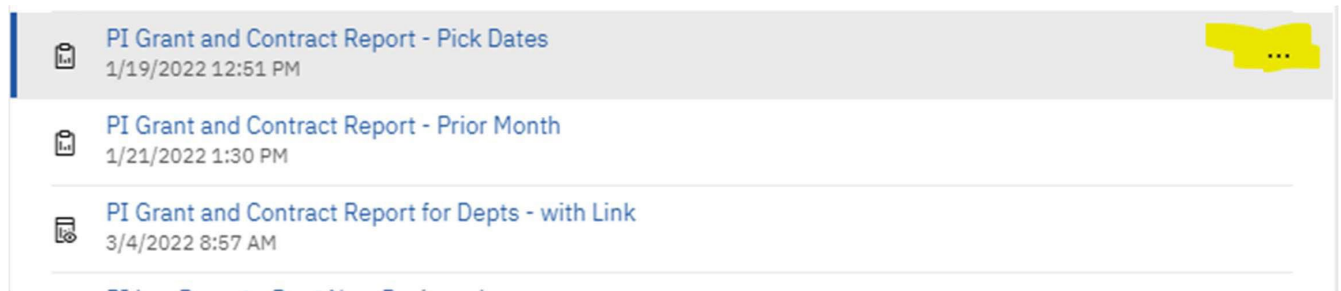 PI Grant and Contract Report - Pick Dates
1/19/2022 12:51 PM
...
PI Grant and Contract Report - Prior Month
1/21/2022 1:30 PM
PI Grant and Contract Report for Depts - with Link
3/4/2022 8:57 AM